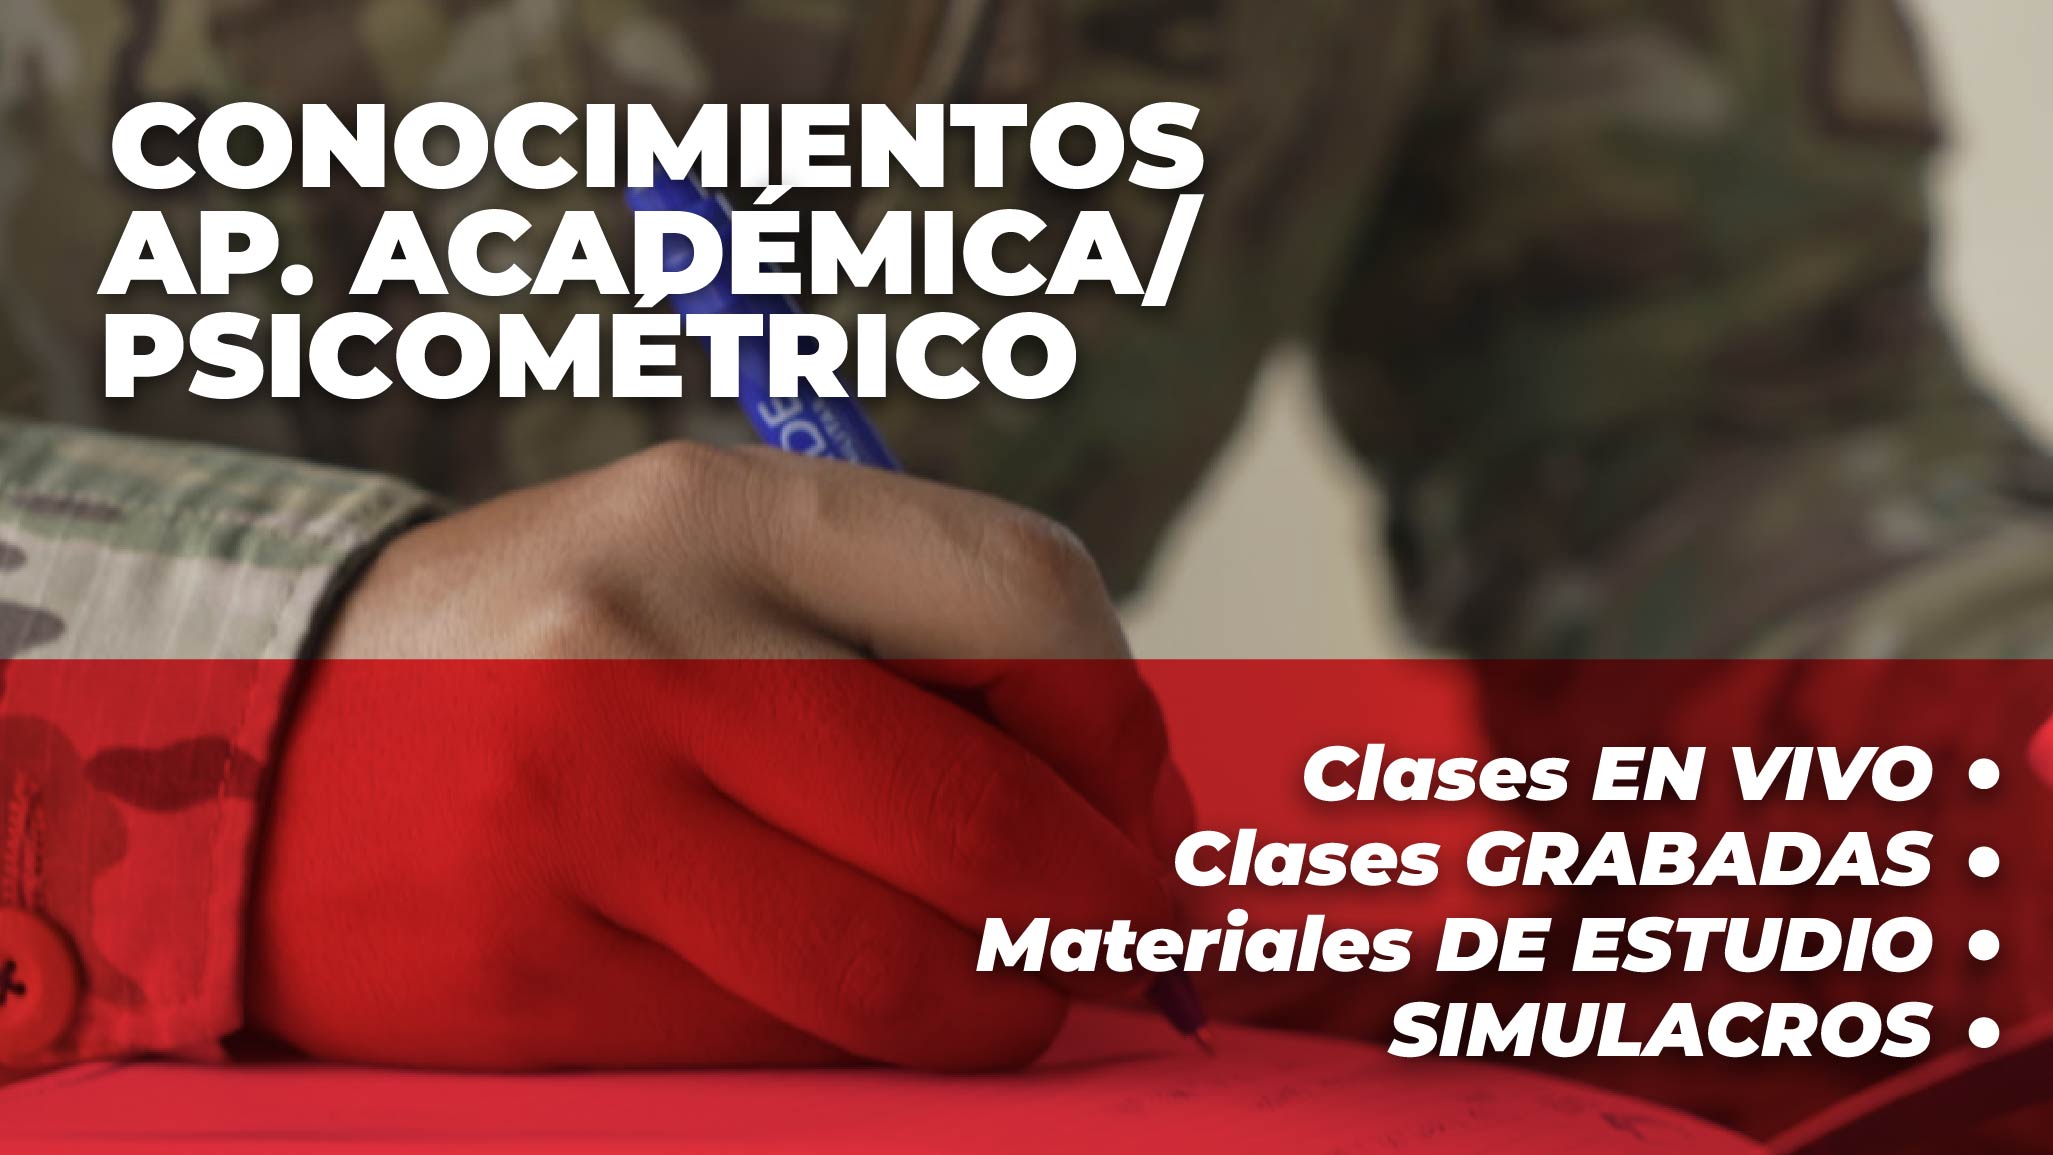 CONOCIMIENTOS
AP. ACADÉMICA/
PSICOMÉTRICO
Clases EN VIVO •
Clases GRABADAS •
Materiales DE ESTUDIO •
SIMULACROS •